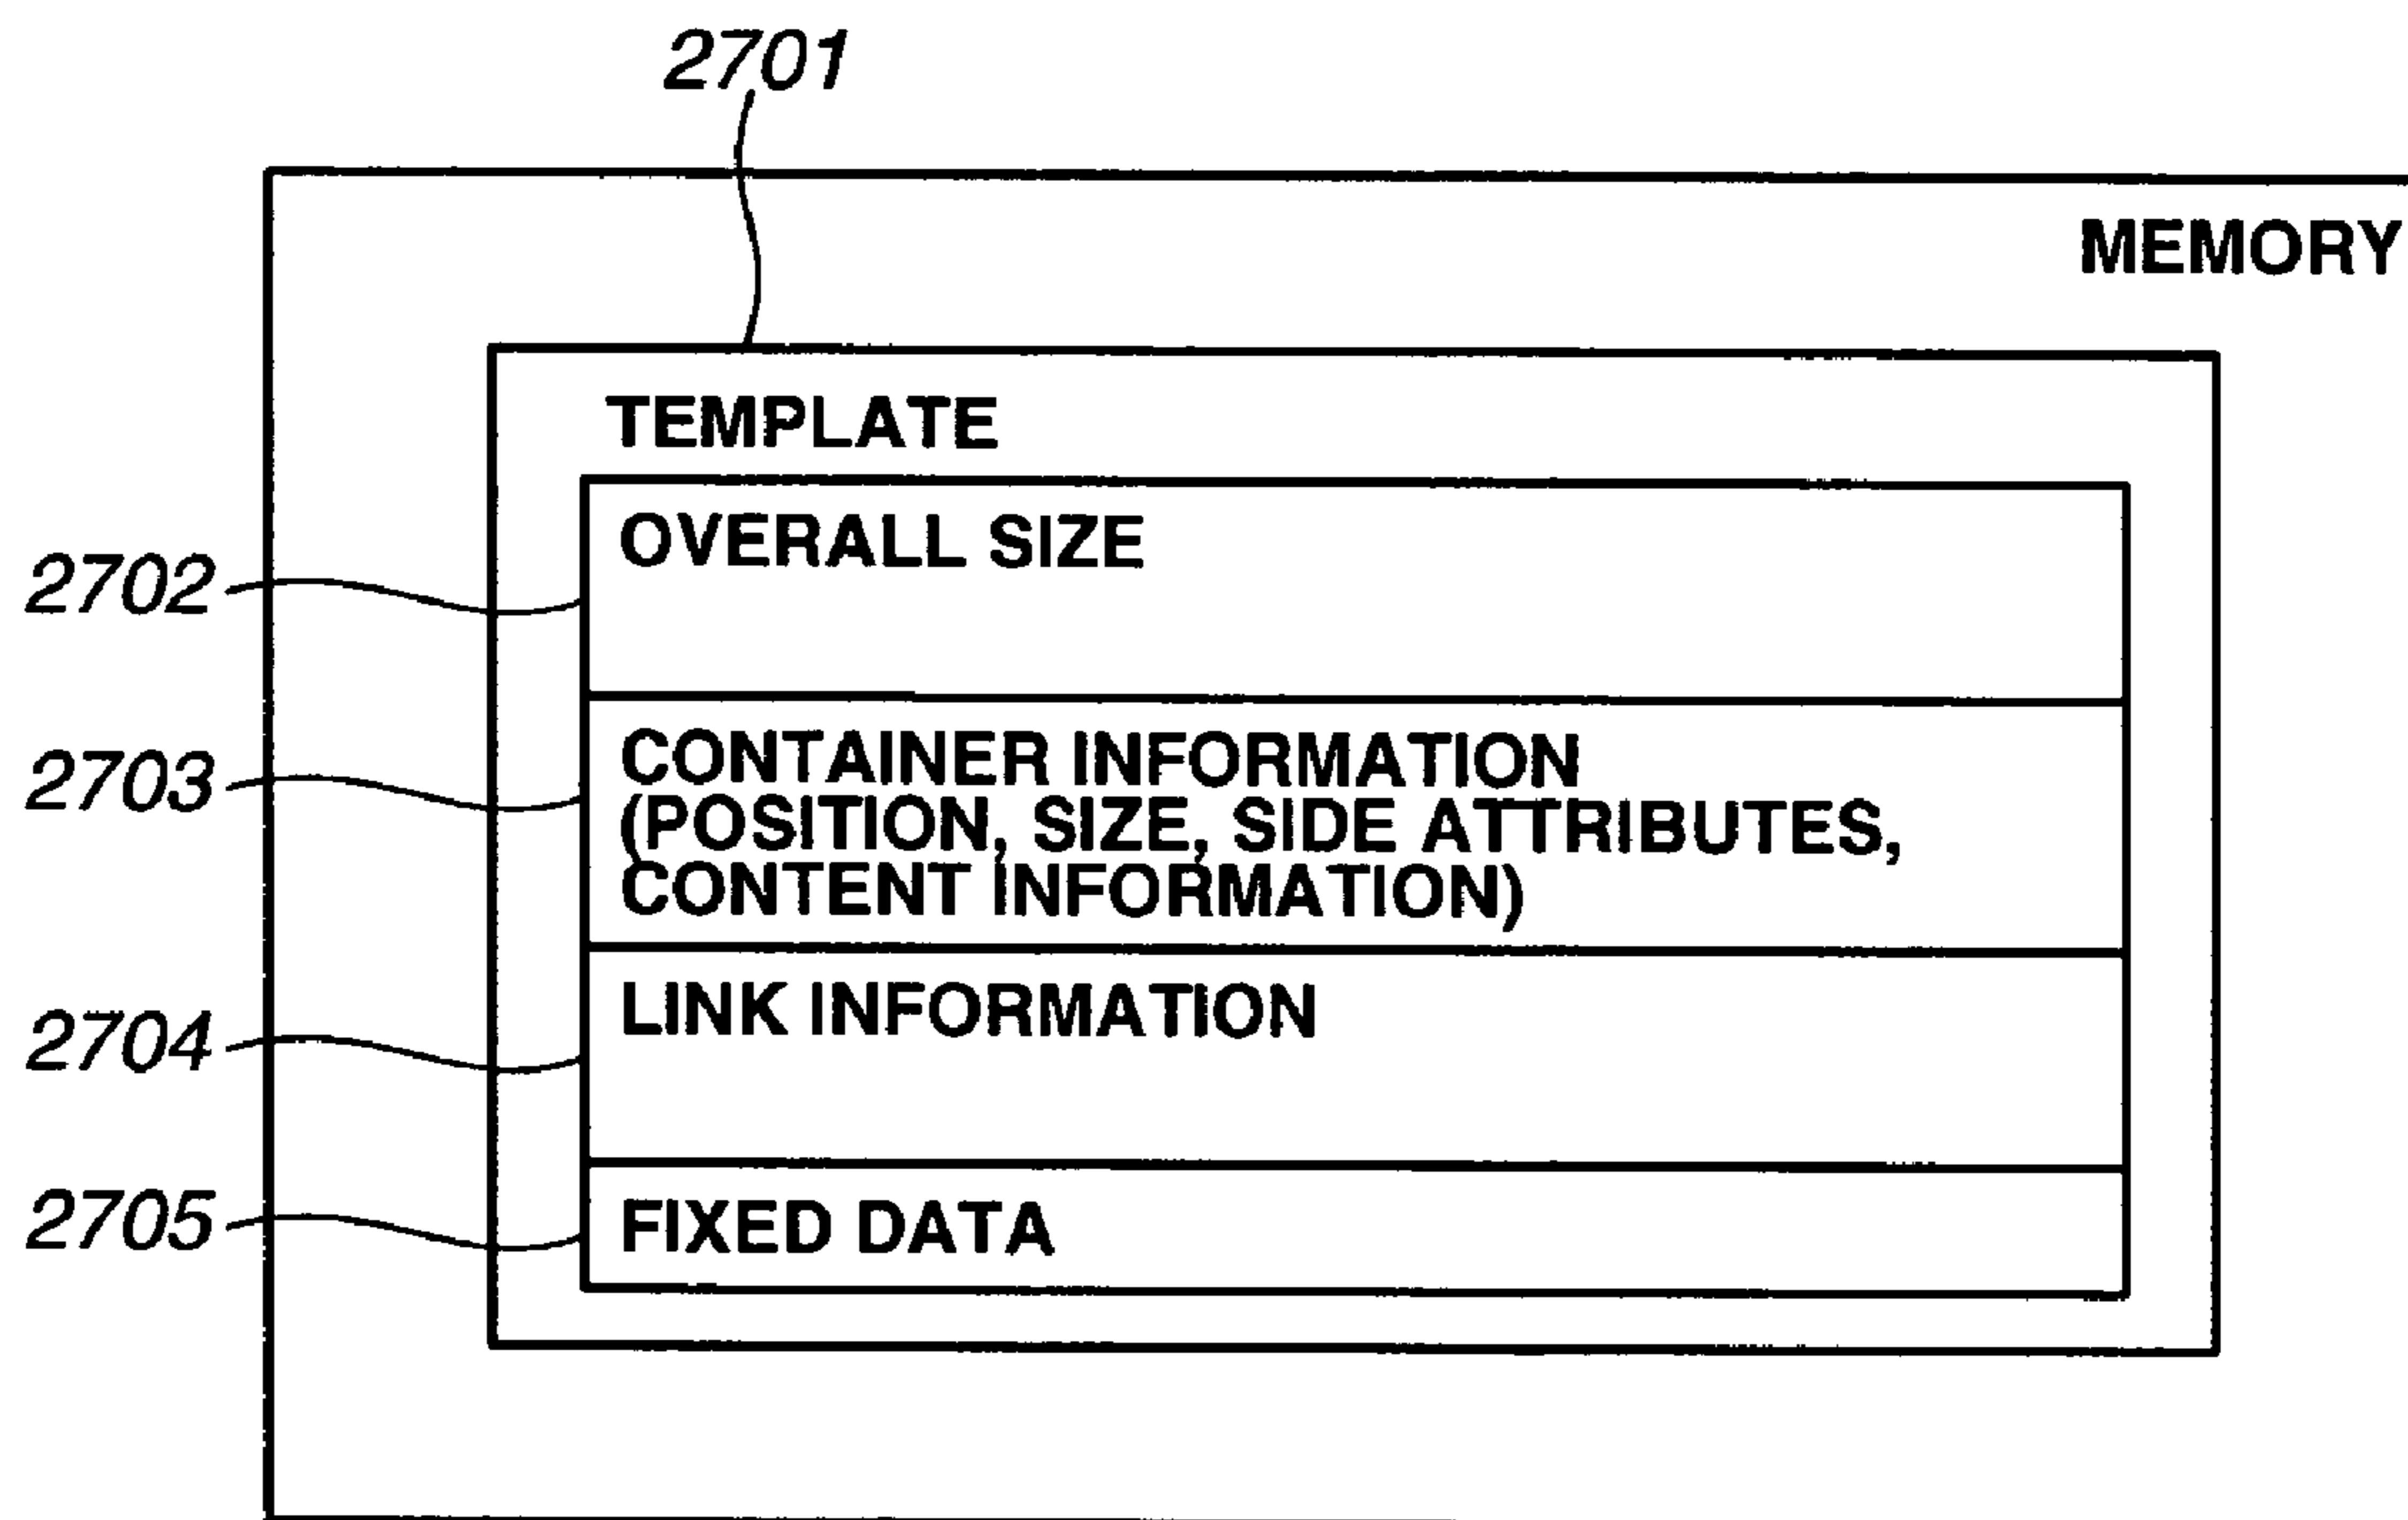 2701
MEMORY
TEMPLATE
2702
OVERALL SIZE
2703
CONTAINER INFORMATION
(POSITION, SIZE, SIDE ATTRIBUTES,
CONTENT INFORMATION)
2704
LINK INFORMATION
2705
FIXED DATA